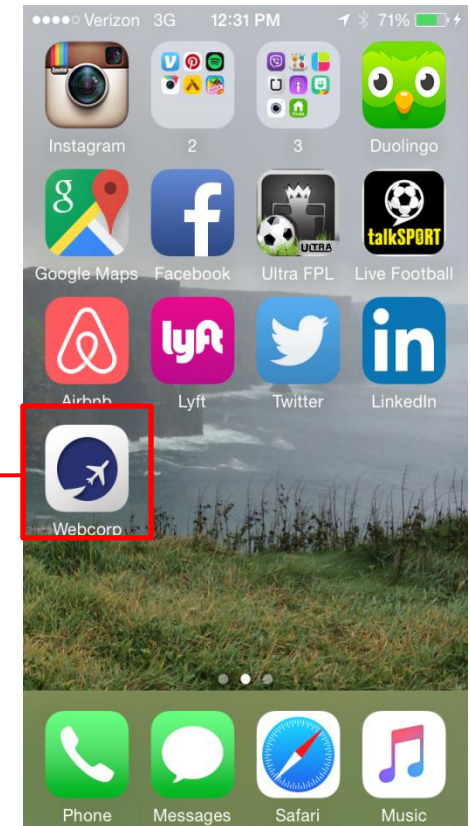 Verizon 3G 12:31 PM 71%
Insta
Instagram 2 3 Duolingo
g f ULTRA talkSPORT
Google Maps Facebook Ultra FPL Live Football
lyft in
Airbnb Lyft Twitter LinkedIn
Webcorp
Phone Messages Safari Music